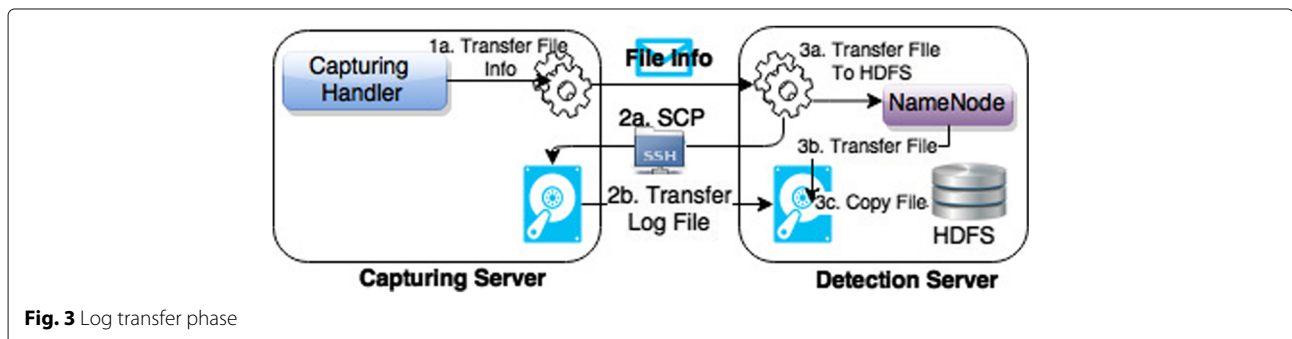 1a. Transfer File
Info
Capturing
Handler
File Info
3a. Transfer FIle
To HDFS
NameNode
2a. SCP
SSH
3b. Transfer File
2b. Transfer
Log File
3c. Copy File
HDFS
Capturing Server
Detection Server
Fig. 3 Log transfer phase